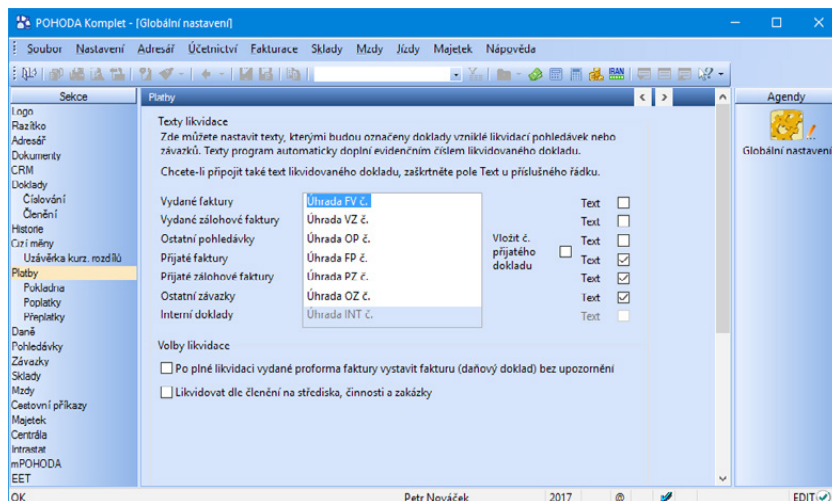 POHODA Komplet - [Globální nastavení]
Soubor Nastavení Adresář Účetnictví Fakturace Sklady Mzdy Jízdy Majetek Nápověda
IBAN
Sekce
Platby
Agendy
Logo
Razítko
Adresář
Dokumenty
CRM
Doklady
Číslování
Členění
Historie
Cizí měny
Uzávěrka kurz. rozdílů
Platby
Pokladna
Poplatky
Přeplatky
Daně
Pohledávky
Závazky
Sklady
Mzdy
Cestovní příkazy
Majetek
Centrála
Intrastat
mPOHODA
EET
Texty likvidace
Zde můžete nastavit texty, kterými budou označeny doklady vzniklé likvidací pohledávek nebo
závazků. Texty program automaticky doplní evidenčním číslem likvidovaného dokladu.
Chcete-li připojit také text likvidovaného dokladu, zaškrtněte pole Text u příslušného řádku.
Vydané faktury Úhrada FV č. Text
Vydané zálohové faktury Úhrada VZ č. Text
Ostatní pohledávky Úhrada OP č. Text
Přijaté faktury Úhrada FP č. Text
Přijaté zálohové faktury Úhrada PZ č. Text
Ostatní závazky Úhrada OZ č. Text
Interní doklady Úhrada INT č. Text
Vložit č.
přijatého
dokladu
Volby likvidace
Po plné likvidaci vydané proforma faktury vystavit fakturu (daňový doklad) bez upozornění
Likvidovat dle členění na střediska, činnosti a zakázky
Globální nastavení
OK Petr Nováček 2017 @ EDIT